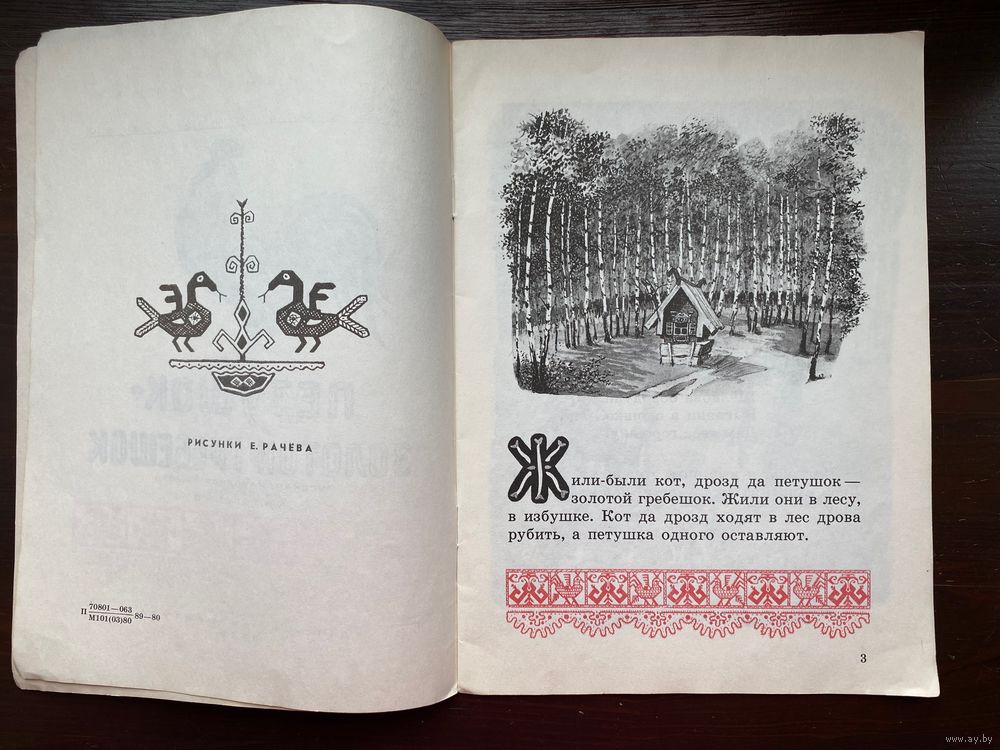 РИСУНКИ Е. РАЧЁВА
П 70801—063 89—80
М101(03)80
Жили-были кот, дрозд да петушок —
золотой гребешок. Жили они в лесу,
в избушке. Кот да дрозд ходят в лес дрова
рубить, а петушка одного оставляют.
3
www.ay.by